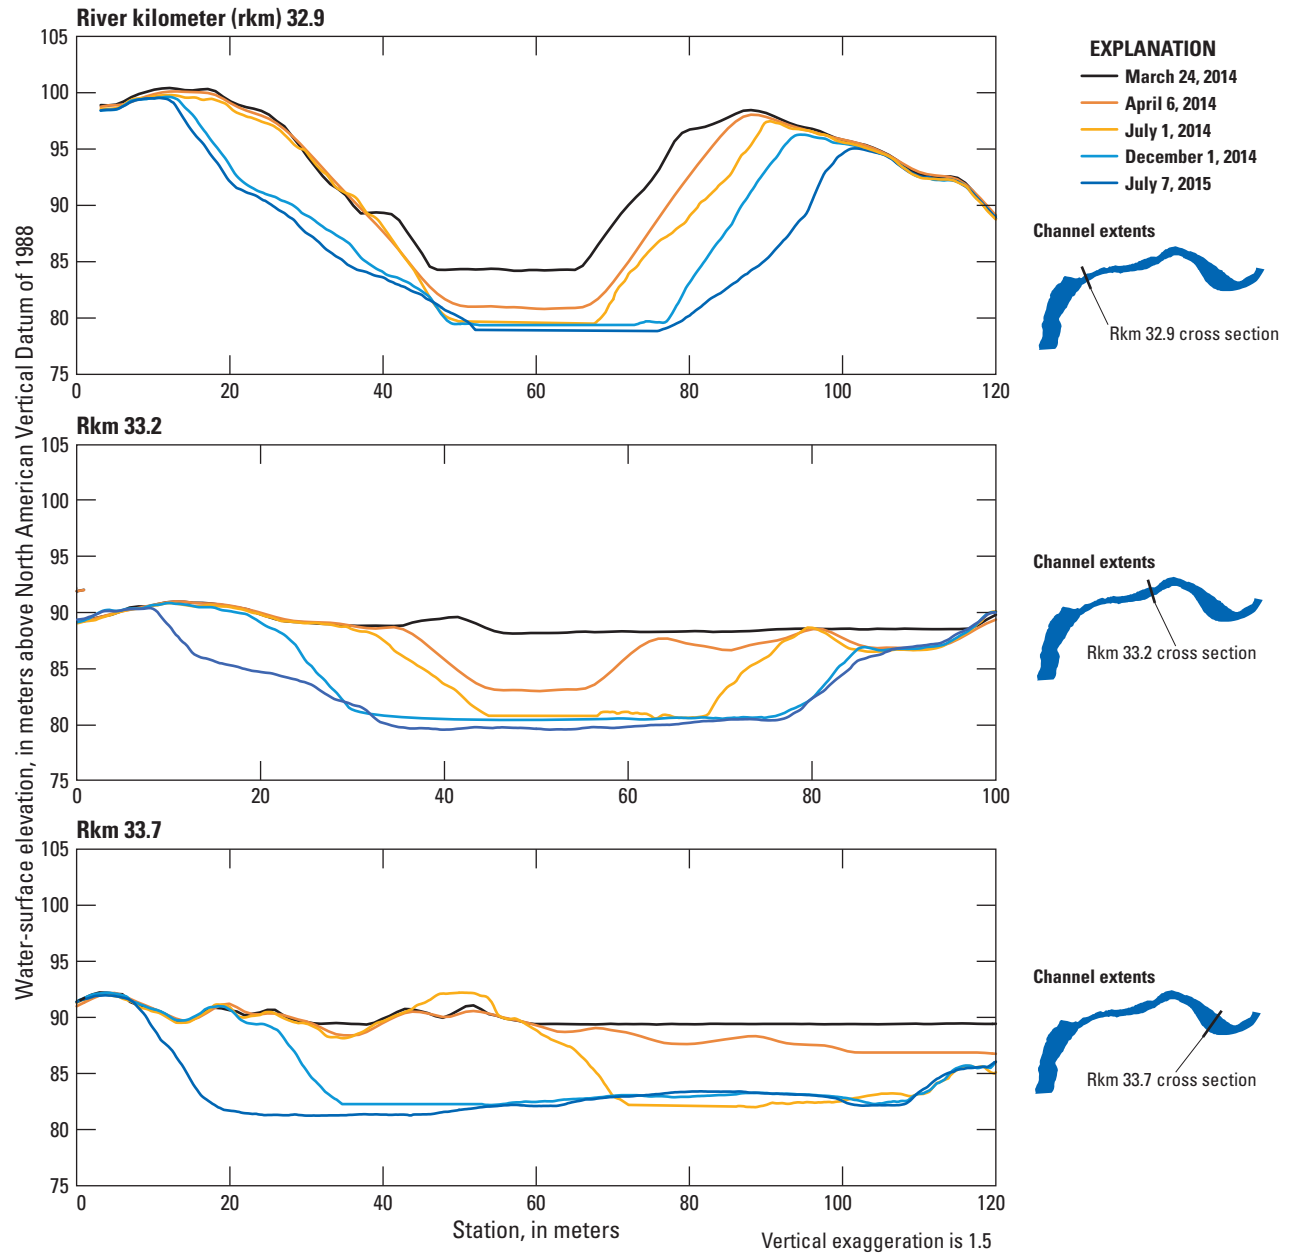 River kilometer (rkm) 32.9
105
100
95
90
85
80
75
0 20 40 60 80 100 120
EXPLANATION
March 24, 2014
April 6, 2014
July 1, 2014
December 1, 2014
July 7, 2015
Channel extents
Rkm 32.9 cross section
Water-surface elevation, in meters above North American Vertical Datum of 1988
Rkm 33.2
105
100
95
90
85
80
75
0 20 40 60 80 100
Channel extents
Rkm 33.2 cross section
Rkm 33.7
105
100
95
90
85
80
75
0 20 40 60 80 100 120
Channel extents
Rkm 33.7 cross section
Station, in meters
Vertical exaggeration is 1.5